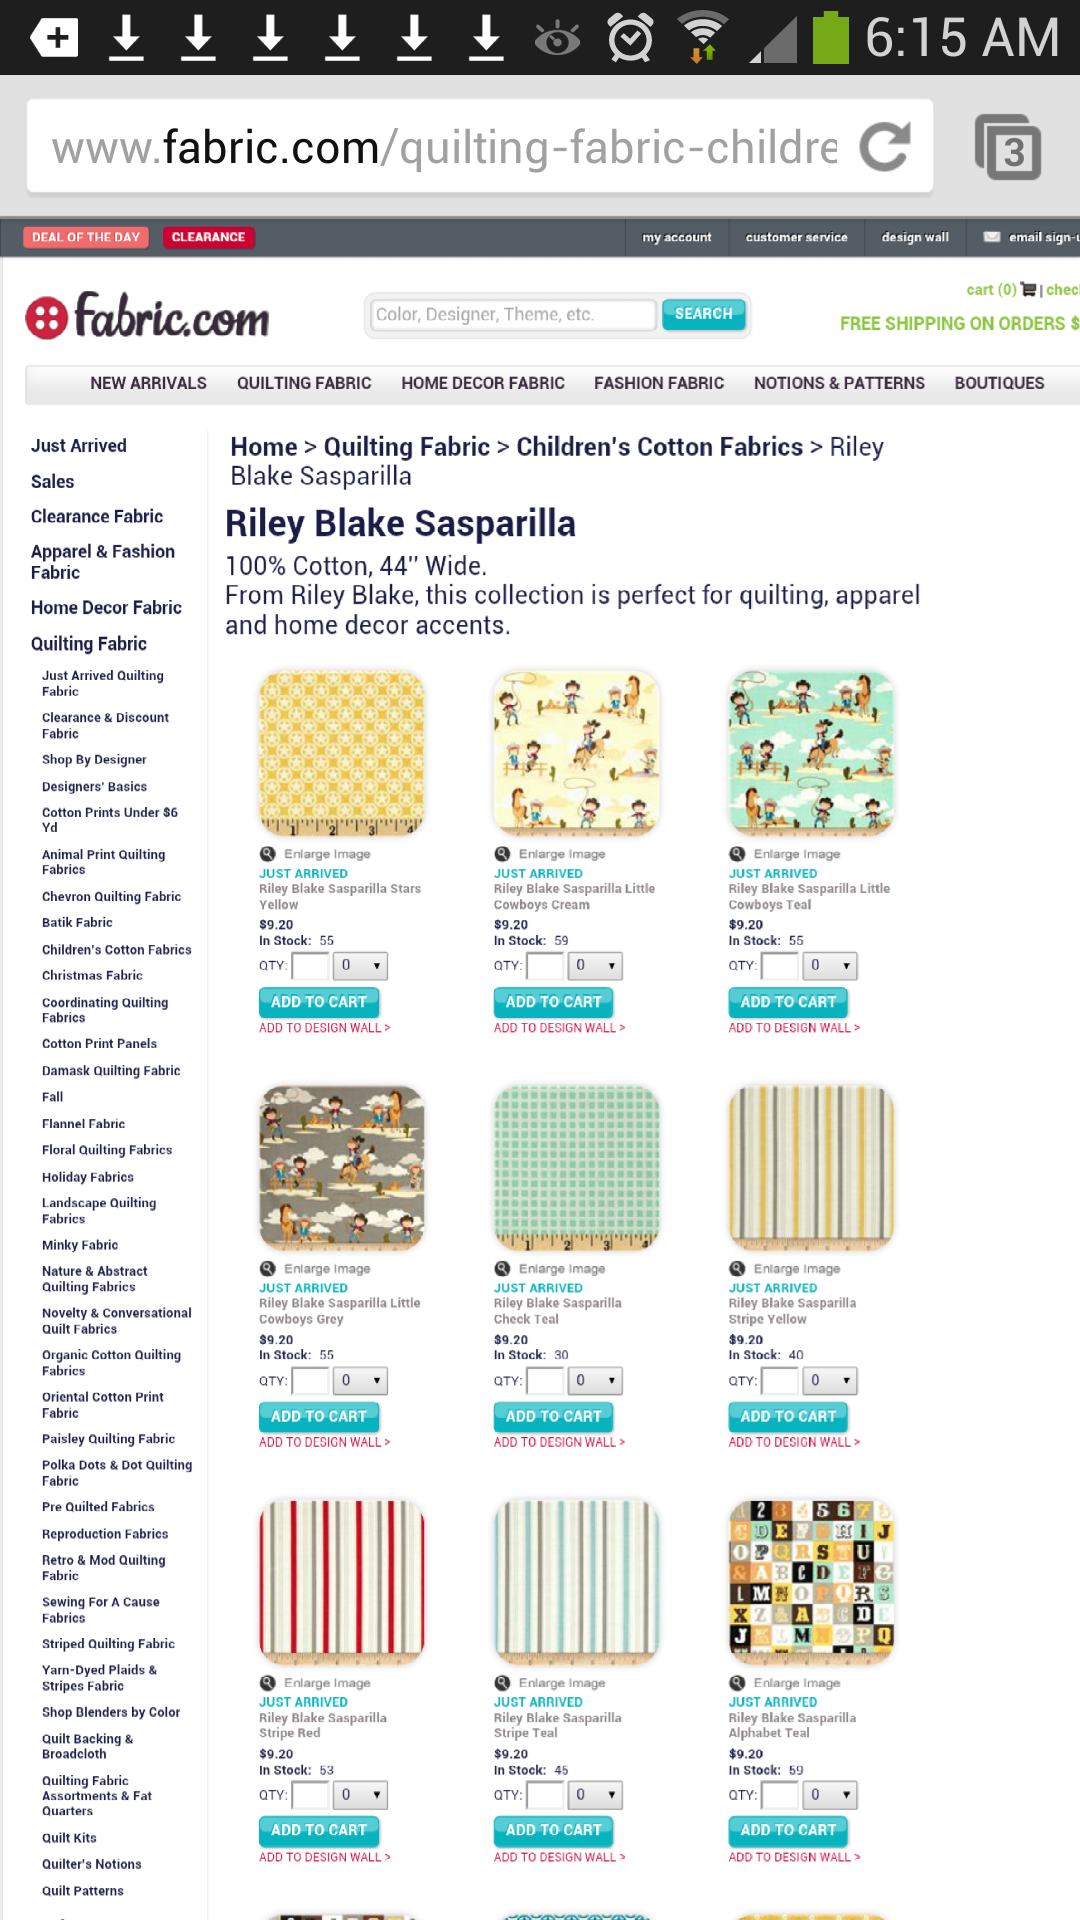 6:15 AM
www.fabric.com/quilting-fabric-childre
3
DEAL OF THE DAY
CLEARANCE
my account
customer service
design wall
email sign-u
fabric.com
Color, Designer, Theme, etc.
SEARCH
cart (0) | chec
FREE SHIPPING ON ORDERS $
NEW ARRIVALS
QUILTING FABRIC
HOME DECOR FABRIC
FASHION FABRIC
NOTIONS & PATTERNS
BOUTIQUES
Just Arrived
Sales
Clearance Fabric
Apparel & Fashion
Fabric
Home Decor Fabric
Quilting Fabric
Just Arrived Quilting
Fabric
Clearance & Discount
Fabric
Shop By Designer
Designers' Basics
Cotton Prints Under $6
Yd
Animal Print Quilting
Fabrics
Chevron Quilting Fabric
Batik Fabric
Children's Cotton Fabrics
Christmas Fabric
Coordinating Quilting
Fabrics
Cotton Print Panels
Damask Quilting Fabric
Fall
Flannel Fabric
Floral Quilting Fabrics
Holiday Fabrics
Landscape Quilting
Fabrics
Minky Fabric
Nature & Abstract
Quilting Fabrics
Novelty & Conversational
Quilt Fabrics
Organic Cotton Quilting
Fabrics
Oriental Cotton Print
Fabric
Paisley Quilting Fabric
Polka Dots & Dot Quilting
Fabric
Pre Quilted Fabrics
Reproduction Fabrics
Retro & Mod Quilting
Fabric
Sewing For A Cause
Fabrics
Striped Quilting Fabric
Yarn-Dyed Plaids &
Stripes Fabric
Shop Blenders by Color
Quilt Backing &
Broadcloth
Quilting Fabric
Assortments & Fat
Quarters
Quilt Kits
Quilter's Notions
Quilt Patterns
Home > Quilting Fabric > Children's Cotton Fabrics > Riley
Blake Sasparilla
Riley Blake Sasparilla
100% Cotton, 44'' Wide.
From Riley Blake, this collection is perfect for quilting, apparel
and home decor accents.
1 2 3 4
Enlarge Image
JUST ARRIVED
Riley Blake Sasparilla Stars
Yellow
$9.20
In Stock: 55
QTY: 0
ADD TO CART
ADD TO DESIGN WALL >
Enlarge Image
JUST ARRIVED
Riley Blake Sasparilla Little
Cowboys Cream
$9.20
In Stock: 59
QTY: 0
ADD TO CART
ADD TO DESIGN WALL >
Enlarge Image
JUST ARRIVED
Riley Blake Sasparilla Little
Cowboys Teal
$9.20
In Stock: 55
QTY: 0
ADD TO CART
ADD TO DESIGN WALL >
Enlarge Image
JUST ARRIVED
Riley Blake Sasparilla Little
Cowboys Grey
$9.20
In Stock: 55
QTY: 0
ADD TO CART
ADD TO DESIGN WALL >
1 2 3 4
Enlarge Image
JUST ARRIVED
Riley Blake Sasparilla
Check Teal
$9.20
In Stock: 30
QTY: 0
ADD TO CART
ADD TO DESIGN WALL >
Enlarge Image
JUST ARRIVED
Riley Blake Sasparilla
Stripe Yellow
$9.20
In Stock: 40
QTY: 0
ADD TO CART
ADD TO DESIGN WALL >
Enlarge Image
JUST ARRIVED
Riley Blake Sasparilla
Stripe Red
$9.20
In Stock: 53
QTY: 0
ADD TO CART
ADD TO DESIGN WALL >
Enlarge Image
JUST ARRIVED
Riley Blake Sasparilla
Stripe Teal
$9.20
In Stock: 45
QTY: 0
ADD TO CART
ADD TO DESIGN WALL >
Enlarge Image
JUST ARRIVED
Riley Blake Sasparilla
Alphabet Teal
$9.20
In Stock: 59
QTY: 0
ADD TO CART
ADD TO DESIGN WALL >